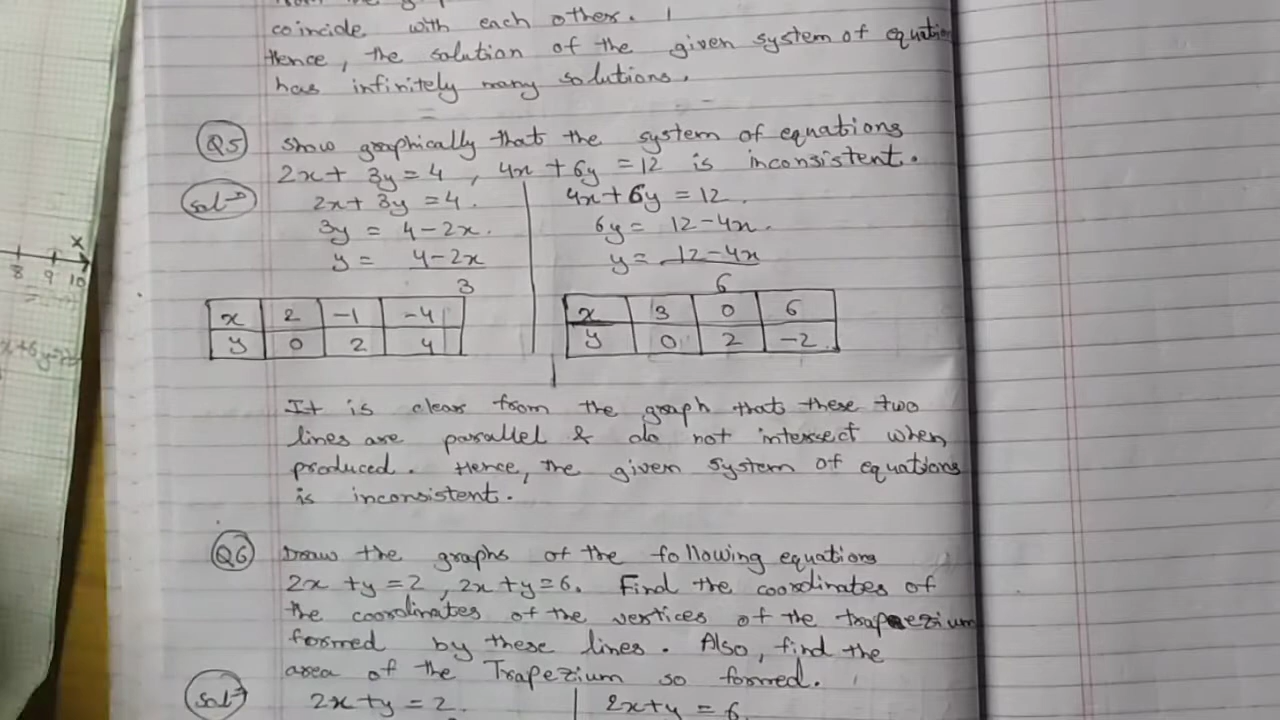 coincide with each others.
Hence, the solution of the given system of equation
has infinitely many solutions.
Q5 Show graphically that the system of equations
2x + 3y = 4 , 4x + 6y = 12 is inconsistent.
Sol→
2x + 3y = 4.
3y = 4 - 2x.
y = 4 - 2x
3
x 2 -1 -4
y 0 2 4
4x + 6y = 12.
6y = 12 - 4x.
y = 12 - 4x
6
x 3 0 6
y 0 2 -2
It is clear from the graph that these two
lines are parallel & do not intersect when
produced. Hence, the given system of equations
is inconsistent.
Q6 Draw the graphs of the following equations
2x + y = 2 , 2x + y = 6. Find the coordinates of
the coordinates of the vertices of the trapezium
formed by these lines. Also, find the
area of the Trapezium so formed.
Sol→
2x + y = 2.
2x + y = 6
x
8 9 10